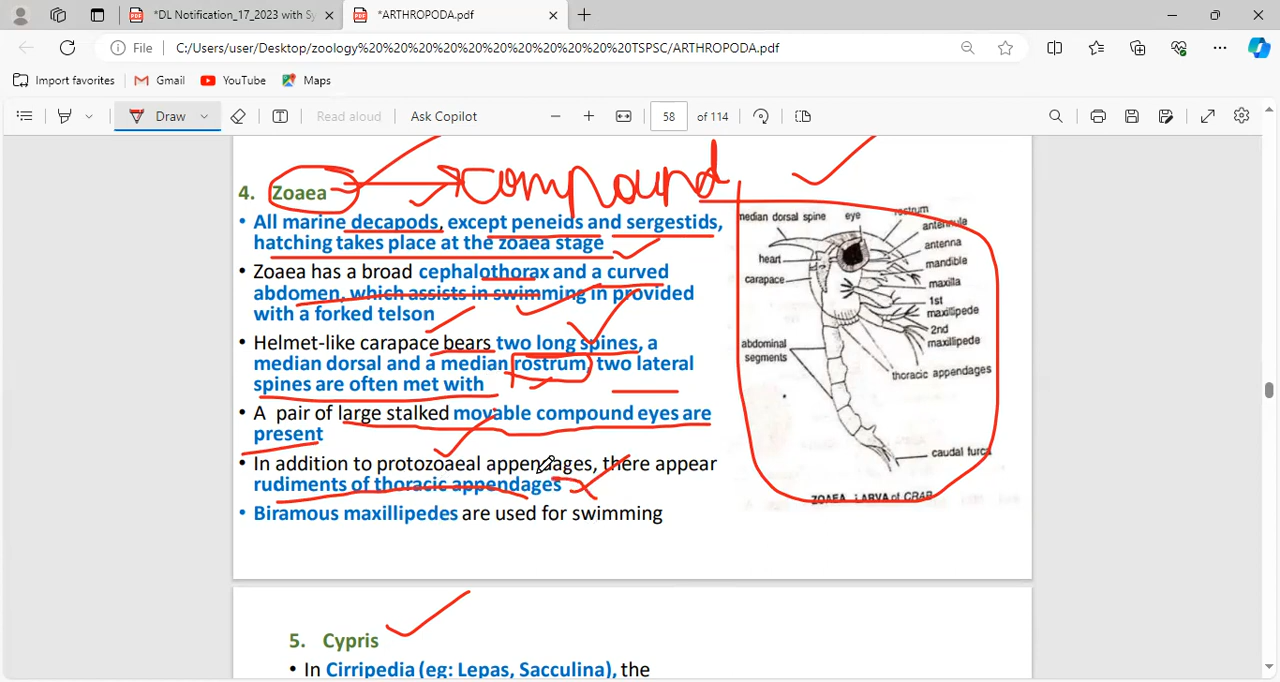 *DL Notification_17_2023 with Sy
*ARTHROPODA.pdf
File
C:/Users/user/Desktop/zoology%20%20%20%20%20%20%20%20%20TSPSC/ARTHROPODA.pdf
Import favorites
Gmail
YouTube
Maps
Draw
Read aloud
Ask Copilot
58
of 114
4. Zoaea
compound
• All marine decapods, except peneids and sergestids,
hatching takes place at the zoaea stage
• Zoaea has a broad cephalothorax and a curved
abdomen, which assists in swimming in provided
with a forked telson
• Helmet-like carapace bears two long spines, a
median dorsal and a median rostrum, two lateral
spines are often met with
• A pair of large stalked movable compound eyes are
present
• In addition to protozoaeal appendages, there appear
rudiments of thoracic appendages
• Biramous maxillipedes are used for swimming
median dorsal spine
eye
rostrum
antennule
antenna
mandible
maxilla
1st
maxillipede
2nd
maxillipede
thoracic appendages
heart
carapace
abdominal
segments
caudal furca
ZOAEA LARVA of CRAB
5. Cypris
• In Cirripedia (eg: Lepas, Sacculina), the